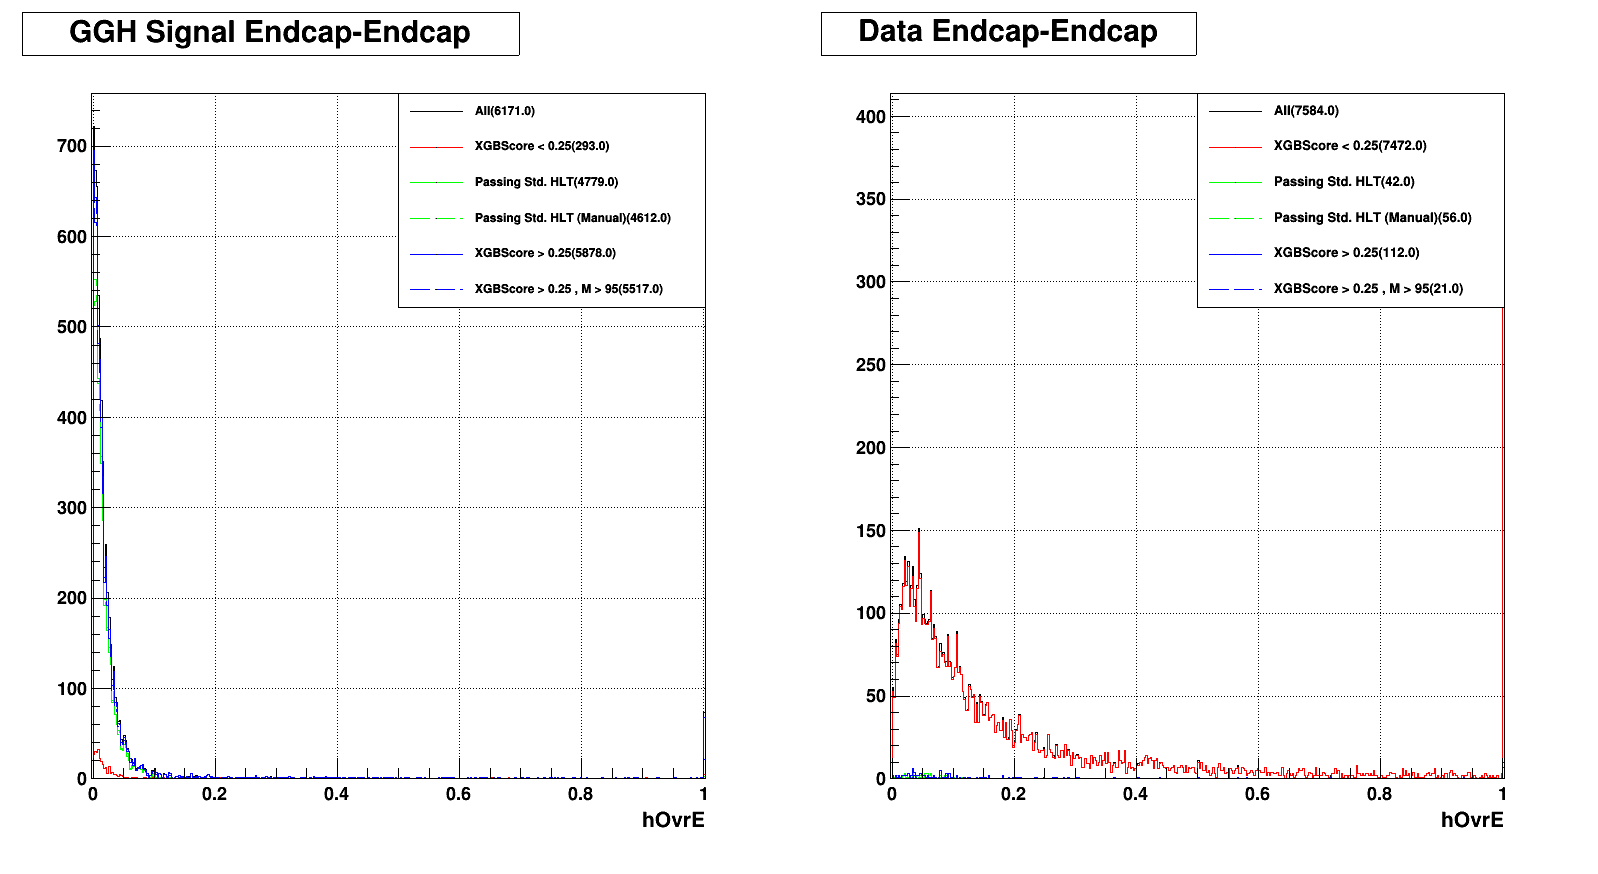 GGH Signal Endcap-Endcap
All(6171.0)
XGBScore < 0.25(293.0)
Passing Std. HLT(4779.0)
Passing Std. HLT (Manual)(4612.0)
XGBScore > 0.25(5878.0)
XGBScore > 0.25 , M > 95(5517.0)
700
600
500
400
300
200
100
0
0 0.2 0.4 0.6 0.8 1
hOvrE
Data Endcap-Endcap
All(7584.0)
XGBScore < 0.25(7472.0)
Passing Std. HLT(42.0)
Passing Std. HLT (Manual)(56.0)
XGBScore > 0.25(112.0)
XGBScore > 0.25 , M > 95(21.0)
400
350
300
250
200
150
100
50
0
0 0.2 0.4 0.6 0.8 1
hOvrE